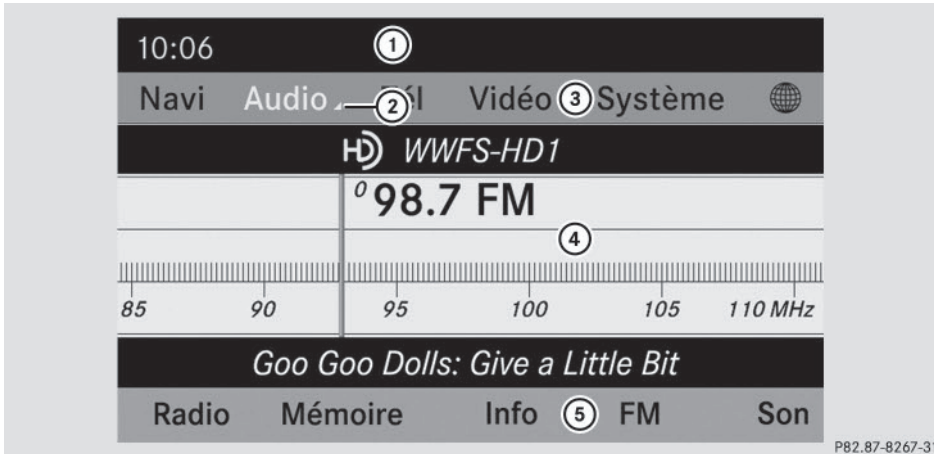 10:06 1
Navi Audio 2 él Vidéo 3 Système
HD WWFS-HD1
0 98.7 FM
4
85 90 95 100 105 110 MHz
Goo Goo Dolls: Give a Little Bit
Radio Mémoire Info 5 FM Son
P82.87-8267-31